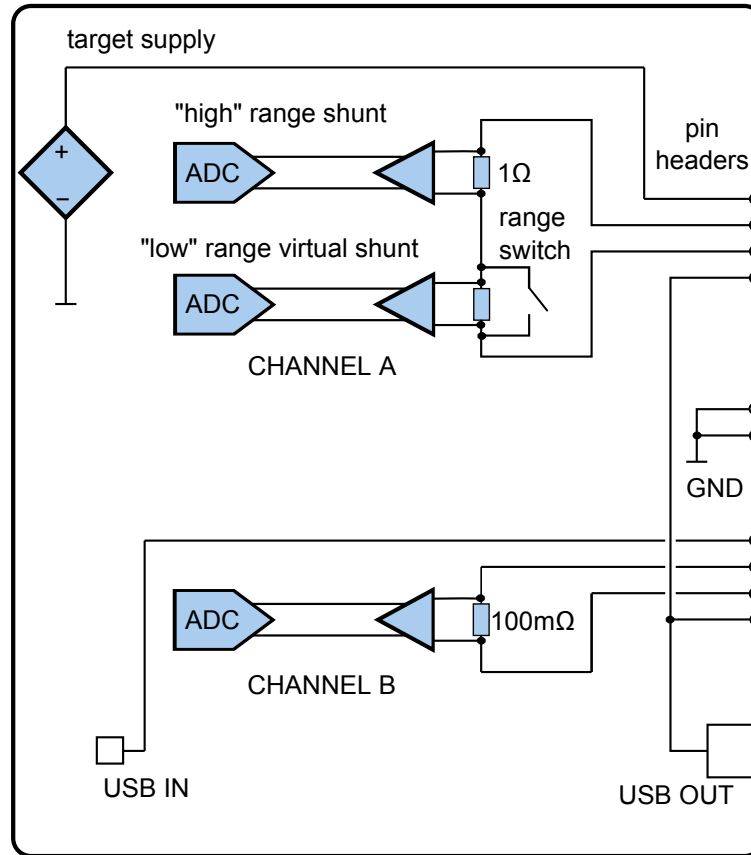 target supply
"high" range shunt
pin
headers
+
−
ADC
1Ω
range
switch
"low" range virtual shunt
ADC
CHANNEL A
GND
ADC
100mΩ
CHANNEL B
USB IN
USB OUT